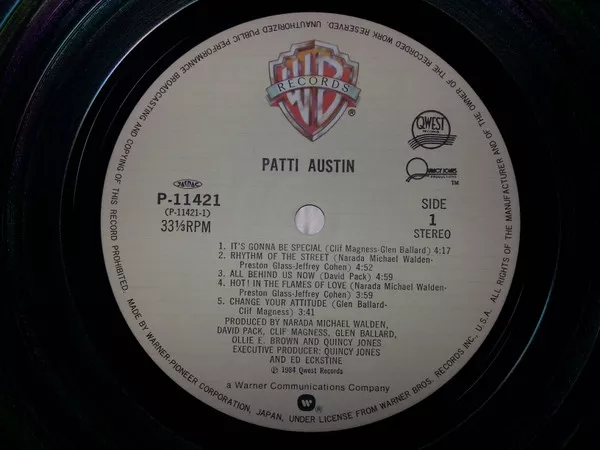 UNAUTHORIZED PUBLIC PERFORMANCE BROADCASTING AND COPYING OF THIS RECORD PROHIBITED.
OF THE RECORDED WORK RESERVED.
ALL RIGHTS OF THE MANUFACTURER AND OF THE OWNER
WB
RECORDS
®
QWEST
RECORDS
QUINCY JONES
PRODUCTIONS
TM
PATTI AUSTIN
P-11421
(P-11421-1)
33⅓RPM
SIDE
1
STEREO
1. IT'S GONNA BE SPECIAL (Clif Magness-Glen Ballard) 4:17
2. RHYTHM OF THE STREET (Narada Michael Walden-
Preston Glass-Jeffrey Cohen) 4:52
3. ALL BEHIND US NOW (David Pack) 4:59
4. HOT! IN THE FLAMES OF LOVE (Narada Michael Walden-
Preston Glass-Jeffrey Cohen) 3:59
5. CHANGE YOUR ATTITUDE (Glen Ballard-
Clif Magness) 3:41
PRODUCED BY NARADA MICHAEL WALDEN,
DAVID PACK, CLIF MAGNESS, GLEN BALLARD,
OLLIE E. BROWN AND QUINCY JONES
EXECUTIVE PRODUCER: QUINCY JONES
AND ED ECKSTINE
℗ 1984 Qwest Records
a Warner Communications Company
®
MADE BY WARNER-PIONEER CORPORATION, JAPAN, UNDER LICENSE FROM WARNER BROS. RECORDS INC., U.S.A.